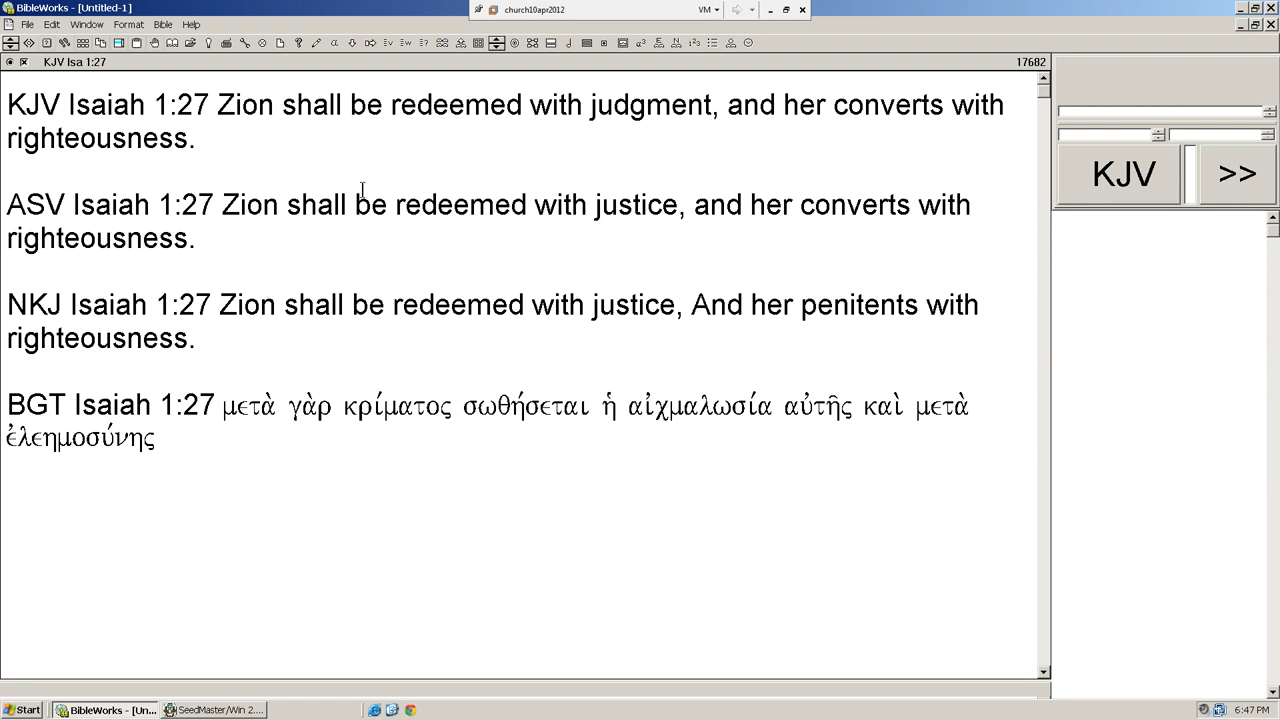 BibleWorks - [Untitled-1]
church10apr2012
VM
File Edit Window Format Bible Help
KJV Isa 1:27
17682
KJV Isaiah 1:27 Zion shall be redeemed with judgment, and her converts with
righteousness.
ASV Isaiah 1:27 Zion shall be redeemed with justice, and her converts with
righteousness.
NKJ Isaiah 1:27 Zion shall be redeemed with justice, And her penitents with
righteousness.
BGT Isaiah 1:27 μετὰ γὰρ κρίματος σωθήσεται ἡ αἰχμαλωσία αὐτῆς καὶ μετὰ
ἐλεημοσύνης
KJV
>>
Start
BibleWorks - [Un...
SeedMaster/Win 2....
6:47 PM